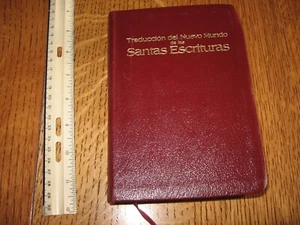 Traducción del Nuevo Mundo
de las
Santas Escrituras